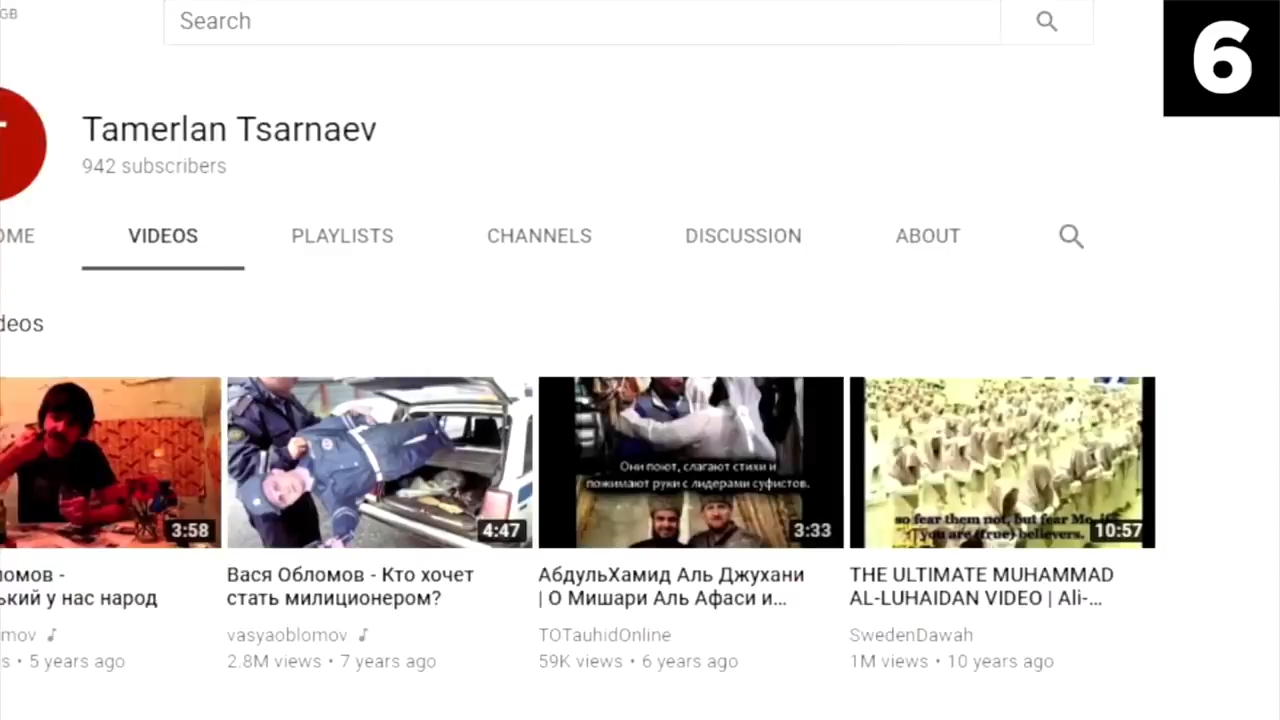 GB
Search
6
Tamerlan Tsarnaev
942 subscribers
OME VIDEOS PLAYLISTS CHANNELS DISCUSSION ABOUT
deos
Они поют, слагают стихи и
пожимают руки с лидерами суфистов.
so fear them not, but fear Me
you are (true) believers.
3:58 4:47 3:33 10:57
ломов -
ький у нас народ
mov
s • 5 years ago
Вася Обломов - Кто хочет
стать милиционером?
vasyaoblomov
2.8M views • 7 years ago
АбдульХамид Аль Джухани
| О Мишари Аль Афаси и...
TOTauhidOnline
59K views • 6 years ago
THE ULTIMATE MUHAMMAD
AL-LUHAIDAN VIDEO | Ali-...
SwedenDawah
1M views • 10 years ago